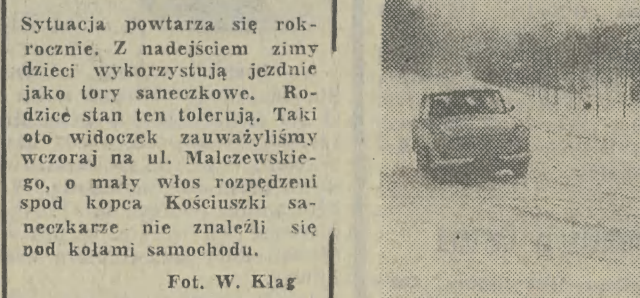 Sytuacja powtarza się rok-
rocznie. Z nadejściem zimy
dzieci wykorzystują jezdnie
jako tory saneczkowe. Ro-
dzice stan ten tolerują. Taki
oto widoczek zauważyliśmy
wczoraj na ul. Malczewskie-
go, o mały włos rozpędzeni
spod kopca Kościuszki sa-
neczkarze nie znaleźli się
pod kołami samochodu.
Fot. W. Klag